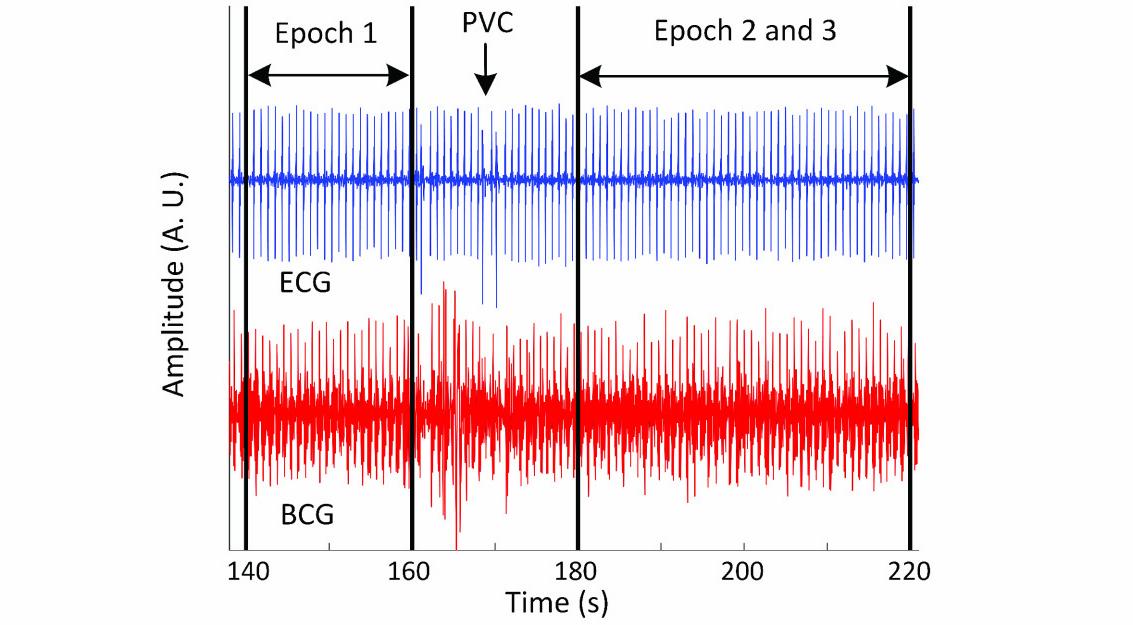 Epoch 1
PVC
Epoch 2 and 3
Amplitude (A. U.)
ECG
BCG
140 160 180 200 220
Time (s)